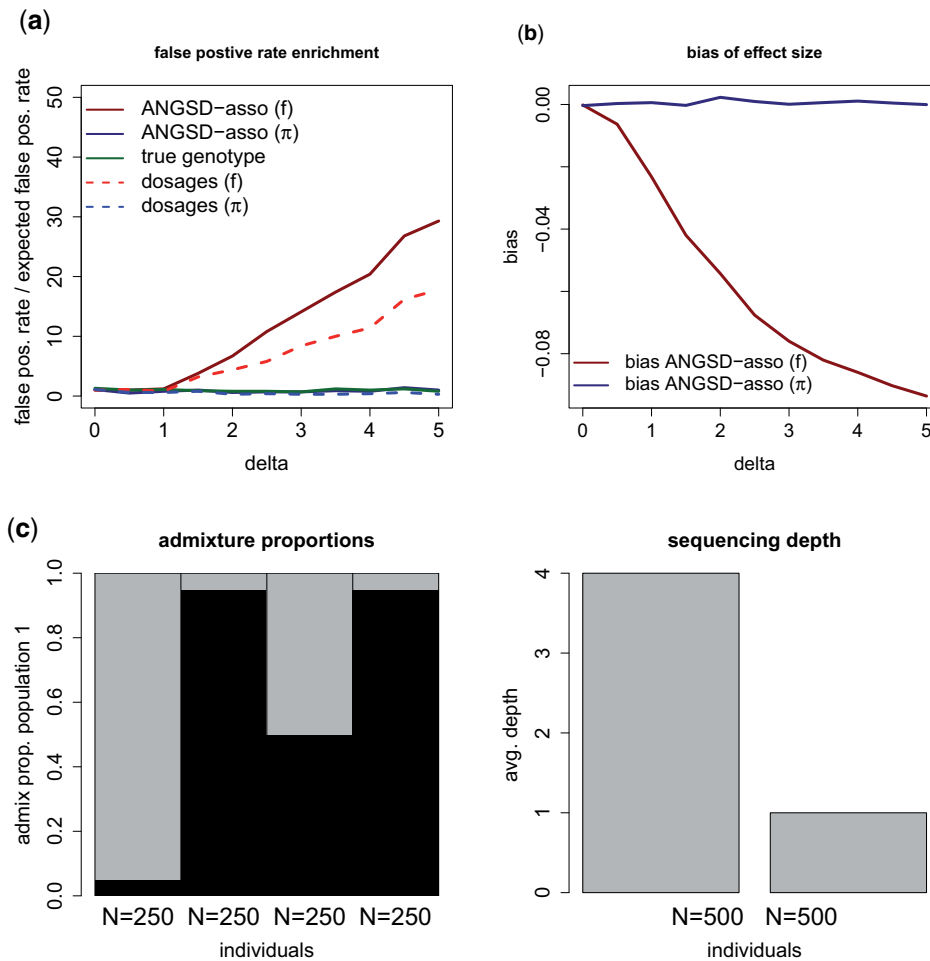 (a)
false postive rate enrichment
false pos. rate / expected false pos. rate
50
40
30
20
10
0
ANGSD−asso (f)
ANGSD−asso (π)
true genotype
dosages (f)
dosages (π)
0 1 2 3 4 5
delta
(b)
bias of effect size
bias
0.00
−0.04
−0.08
bias ANGSD−asso (f)
bias ANGSD−asso (π)
0 1 2 3 4 5
delta
(c)
admixture proportions
admix prop. population 1
1.0
0.8
0.6
0.4
0.2
0.0
N=250 N=250 N=250 N=250
individuals
sequencing depth
avg. depth
4
3
2
1
0
N=500 N=500
individuals